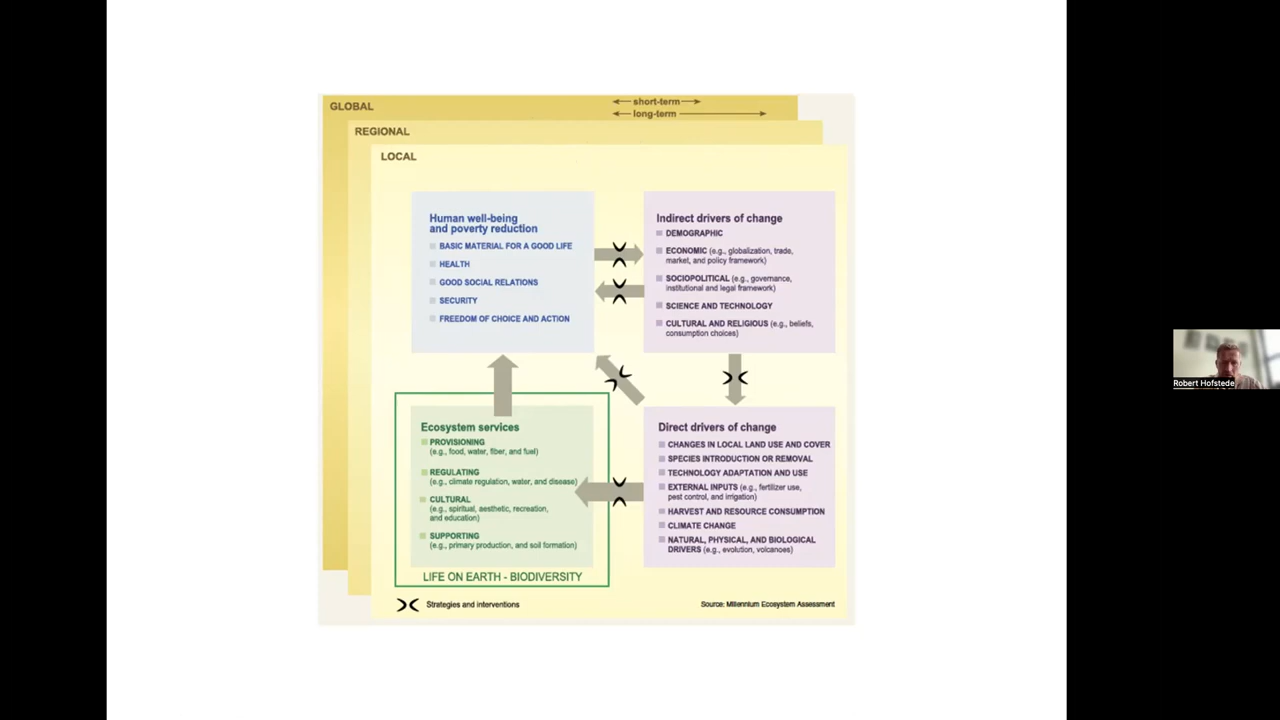 GLOBAL
short-term
long-term
REGIONAL
LOCAL
Human well-being
and poverty reduction
BASIC MATERIAL FOR A GOOD LIFE
HEALTH
GOOD SOCIAL RELATIONS
SECURITY
FREEDOM OF CHOICE AND ACTION
Indirect drivers of change
DEMOGRAPHIC
ECONOMIC (e.g., globalization, trade,
market, and policy framework)
SOCIOPOLITICAL (e.g., governance,
institutional and legal framework)
SCIENCE AND TECHNOLOGY
CULTURAL AND RELIGIOUS (e.g., beliefs,
consumption choices)
Ecosystem services
PROVISIONING
(e.g., food, water, fiber, and fuel)
REGULATING
(e.g., climate regulation, water, and disease)
CULTURAL
(e.g., spiritual, aesthetic, recreation,
and education)
SUPPORTING
(e.g., primary production, and soil formation)
LIFE ON EARTH - BIODIVERSITY
Direct drivers of change
CHANGES IN LOCAL LAND USE AND COVER
SPECIES INTRODUCTION OR REMOVAL
TECHNOLOGY ADAPTATION AND USE
EXTERNAL INPUTS (e.g., fertilizer use,
pest control, and irrigation)
HARVEST AND RESOURCE CONSUMPTION
CLIMATE CHANGE
NATURAL, PHYSICAL, AND BIOLOGICAL
DRIVERS (e.g., evolution, volcanoes)
Strategies and interventions
Source: Millennium Ecosystem Assessment
Robert Hofstede